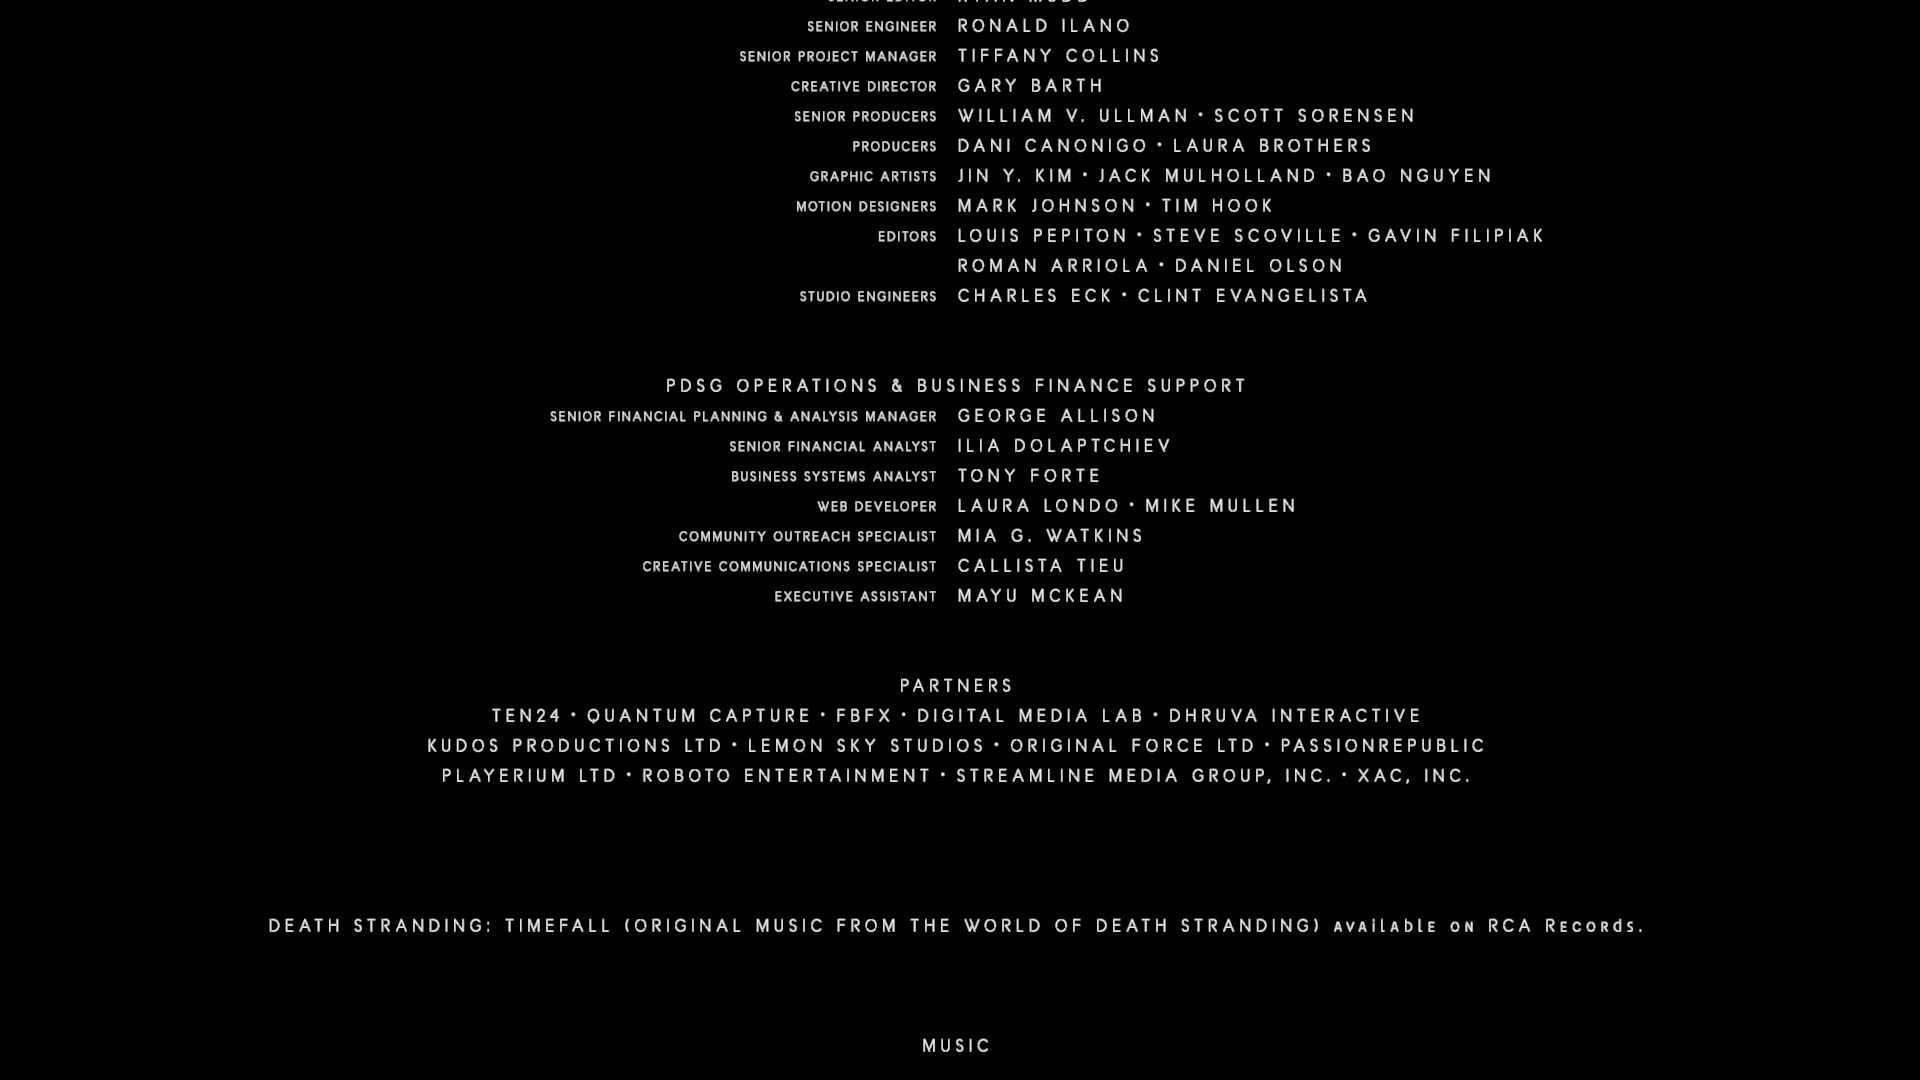 SENIOR ENGINEER RONALD ILANO
SENIOR PROJECT MANAGER TIFFANY COLLINS
CREATIVE DIRECTOR GARY BARTH
SENIOR PRODUCERS WILLIAM V. ULLMAN • SCOTT SORENSEN
PRODUCERS DANI CANONIGO • LAURA BROTHERS
GRAPHIC ARTISTS JIN Y. KIM • JACK MULHOLLAND • BAO NGUYEN
MOTION DESIGNERS MARK JOHNSON • TIM HOOK
EDITORS LOUIS PEPITON • STEVE SCOVILLE • GAVIN FILIPIAK
ROMAN ARRIOLA • DANIEL OLSON
STUDIO ENGINEERS CHARLES ECK • CLINT EVANGELISTA
PDSG OPERATIONS & BUSINESS FINANCE SUPPORT
SENIOR FINANCIAL PLANNING & ANALYSIS MANAGER GEORGE ALLISON
SENIOR FINANCIAL ANALYST ILIA DOLAPTCHIEV
BUSINESS SYSTEMS ANALYST TONY FORTE
WEB DEVELOPER LAURA LONDO • MIKE MULLEN
COMMUNITY OUTREACH SPECIALIST MIA G. WATKINS
CREATIVE COMMUNICATIONS SPECIALIST CALLISTA TIEU
EXECUTIVE ASSISTANT MAYU MCKEAN
PARTNERS
TEN24 • QUANTUM CAPTURE • FBFX • DIGITAL MEDIA LAB • DHRUVA INTERACTIVE
KUDOS PRODUCTIONS LTD • LEMON SKY STUDIOS • ORIGINAL FORCE LTD • PASSIONREPUBLIC
PLAYERIUM LTD • ROBOTO ENTERTAINMENT • STREAMLINE MEDIA GROUP, INC. • XAC, INC.
DEATH STRANDING: TIMEFALL (ORIGINAL MUSIC FROM THE WORLD OF DEATH STRANDING) available on RCA Records.
MUSIC